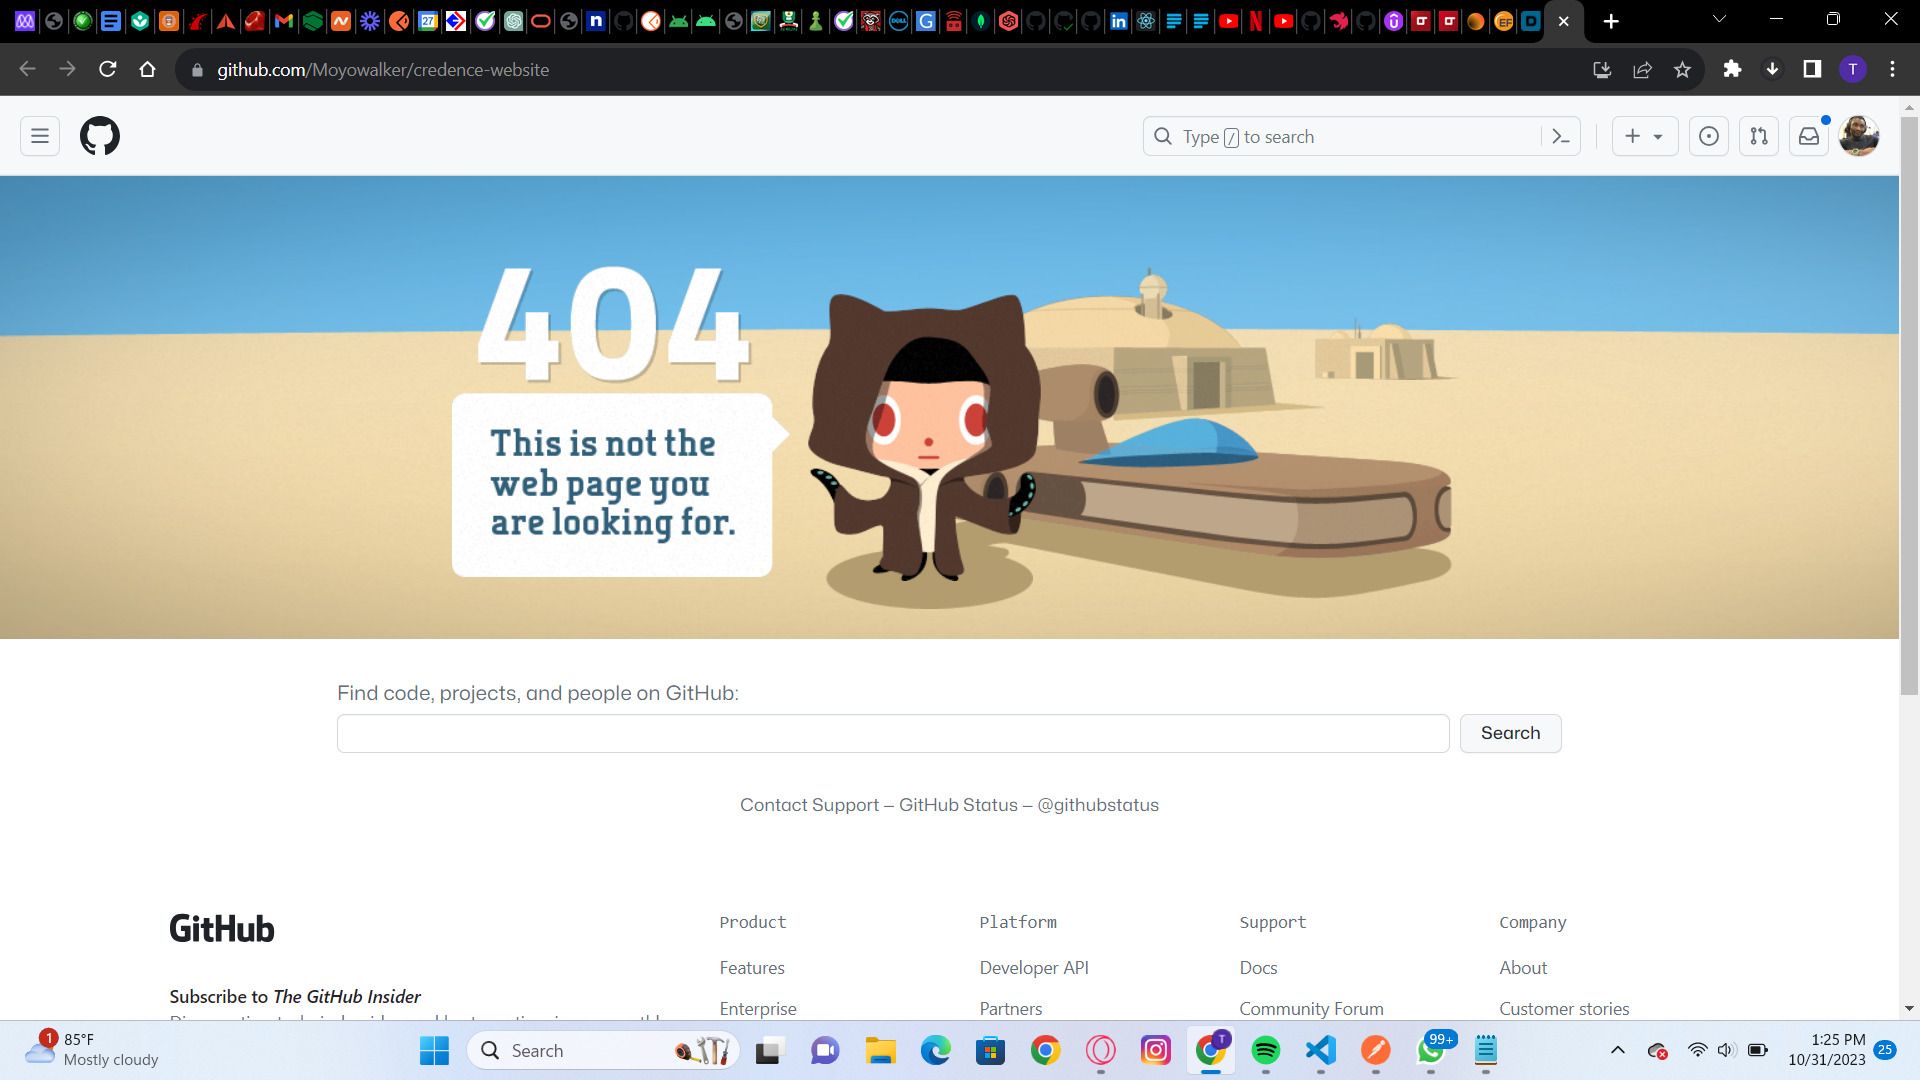 github.com/Moyowalker/credence-website
Type / to search
404
This is not the
web page you
are looking for.
Find code, projects, and people on GitHub:
Search
Contact Support — GitHub Status — @githubstatus
GitHub
Product
Platform
Support
Company
Features
Developer API
Docs
About
Subscribe to The GitHub Insider
Enterprise
Partners
Community Forum
Customer stories
1
85°F
Mostly cloudy
Search
T
99+
1:25 PM
10/31/2023
25